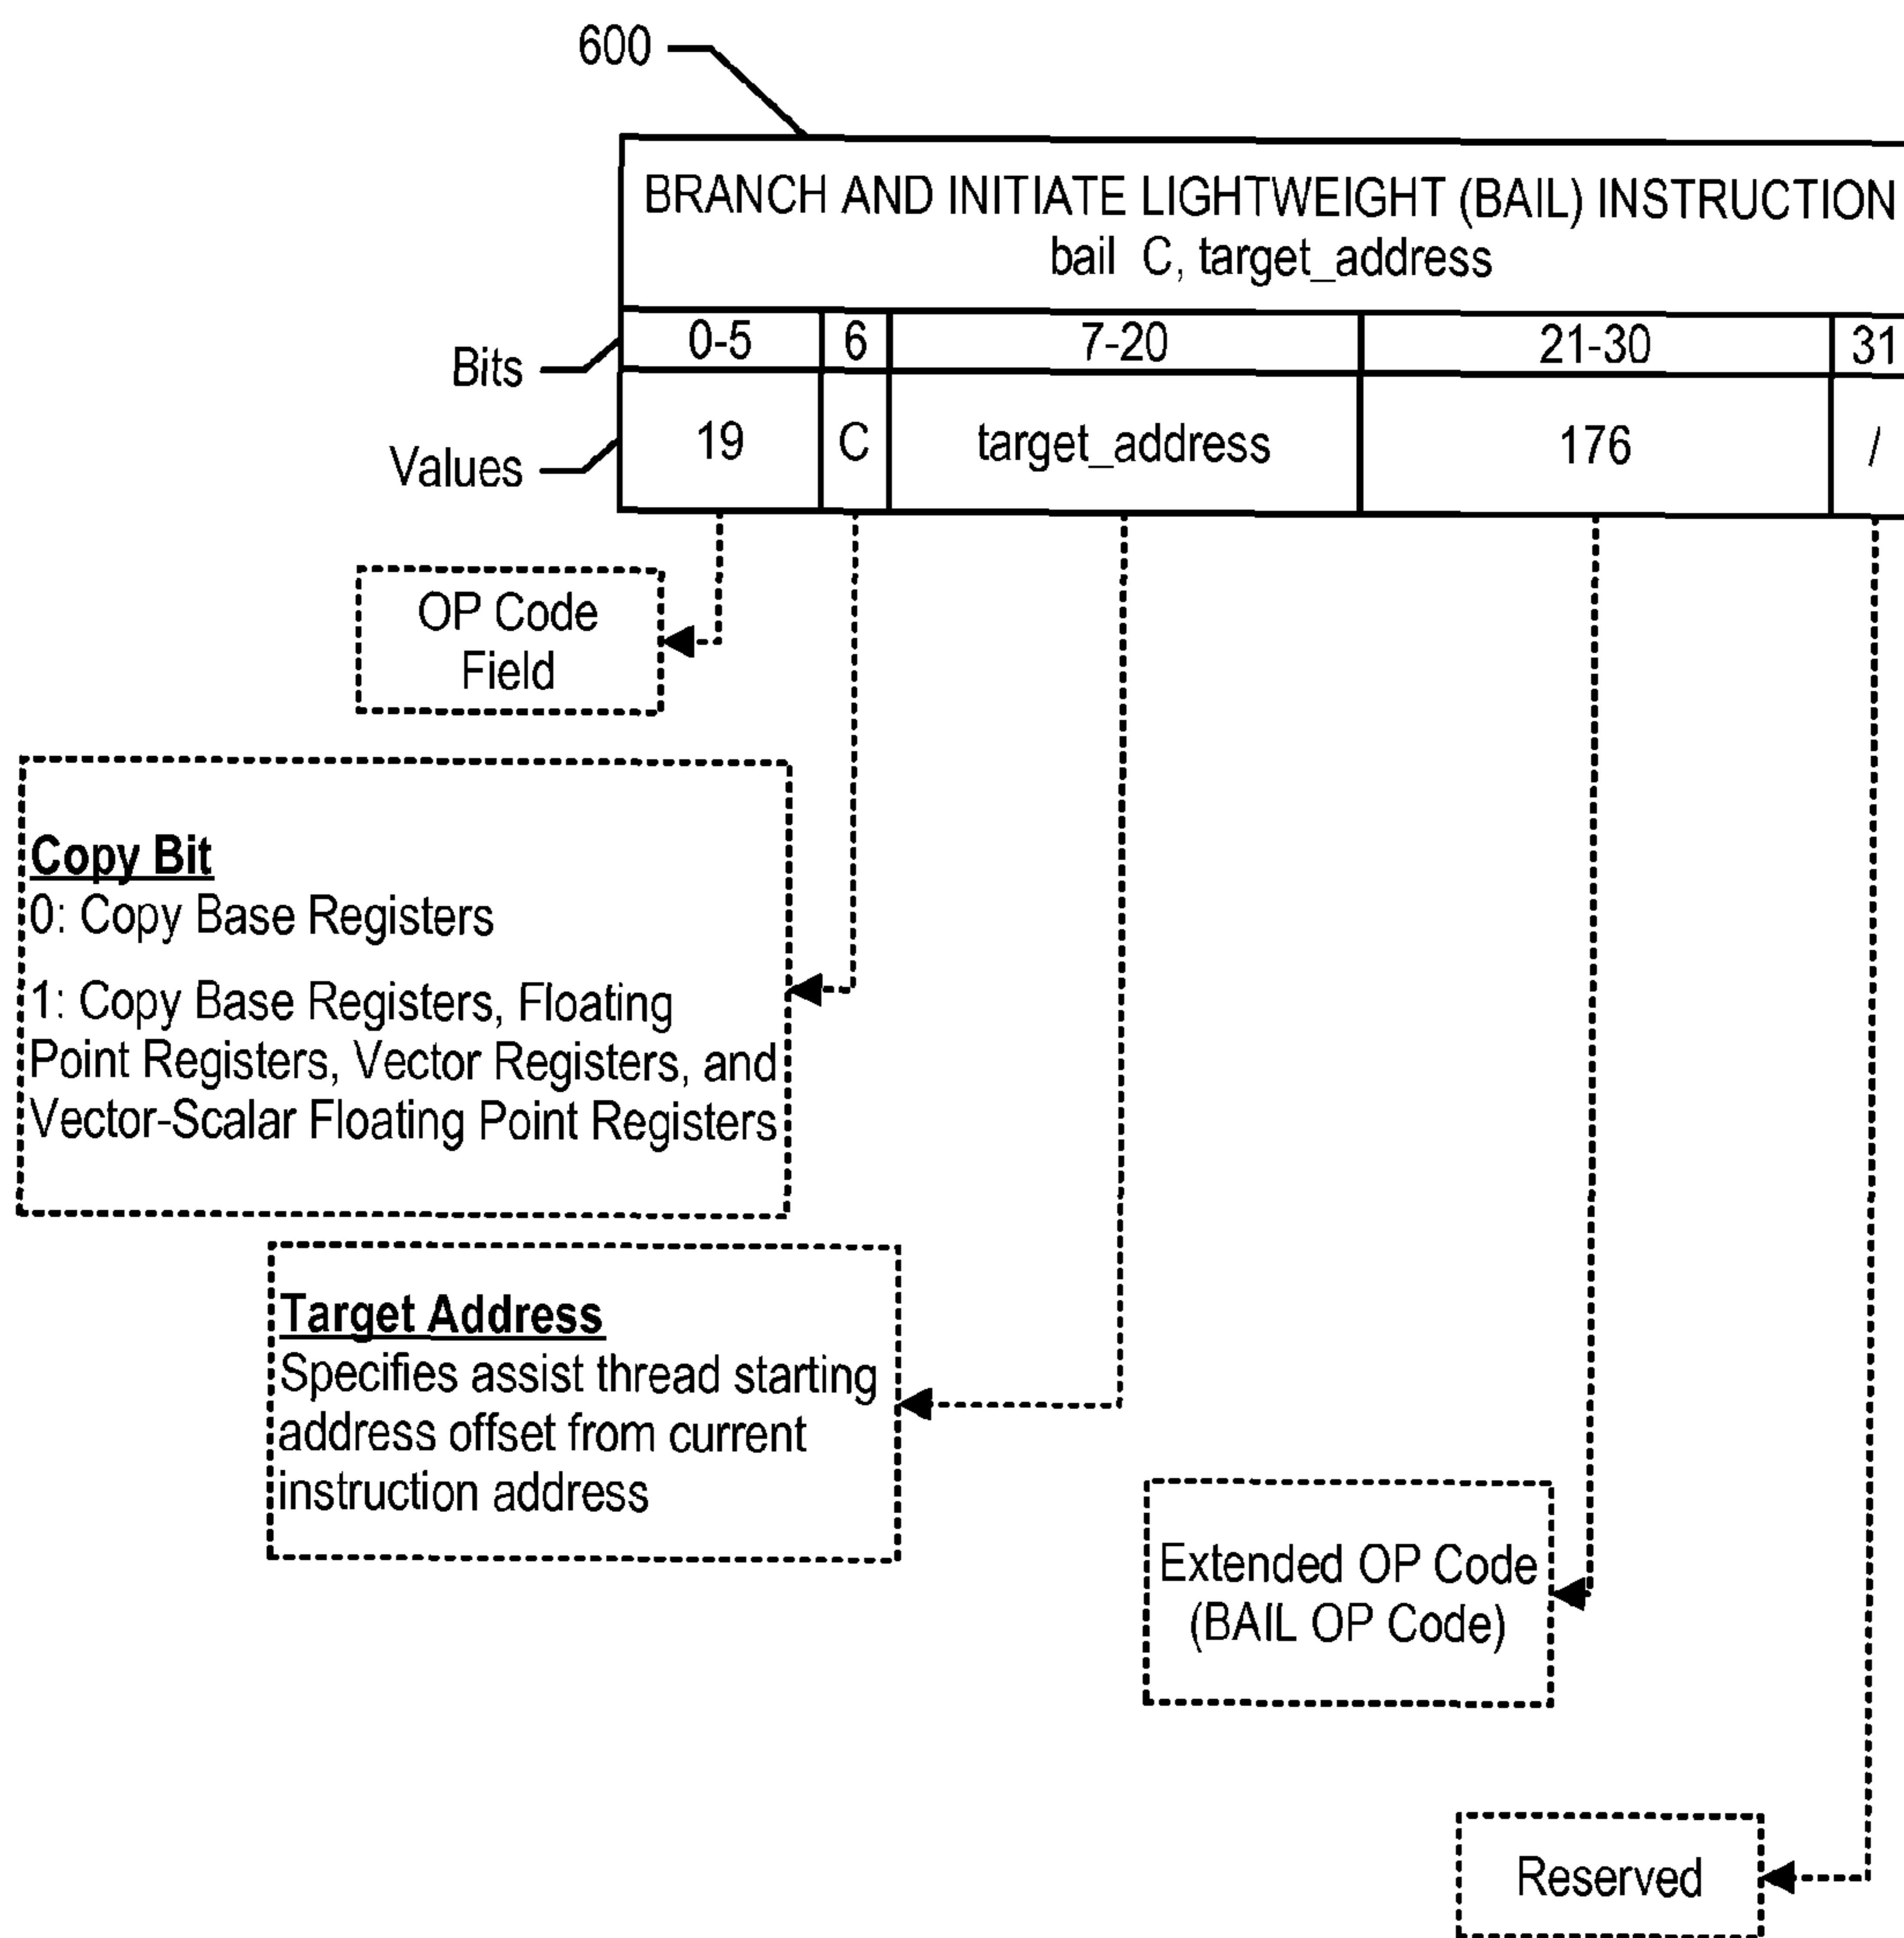 600
BRANCH AND INITIATE LIGHTWEIGHT (BAIL) INSTRUCTION
bail C, target_address
Bits
0-5 6 7-20 21-30 31
Values
19 C target_address 176 /
OP Code
Field
Copy Bit
0: Copy Base Registers
1: Copy Base Registers, Floating
Point Registers, Vector Registers, and
Vector-Scalar Floating Point Registers
Target Address
Specifies assist thread starting
address offset from current
instruction address
Extended OP Code
(BAIL OP Code)
Reserved